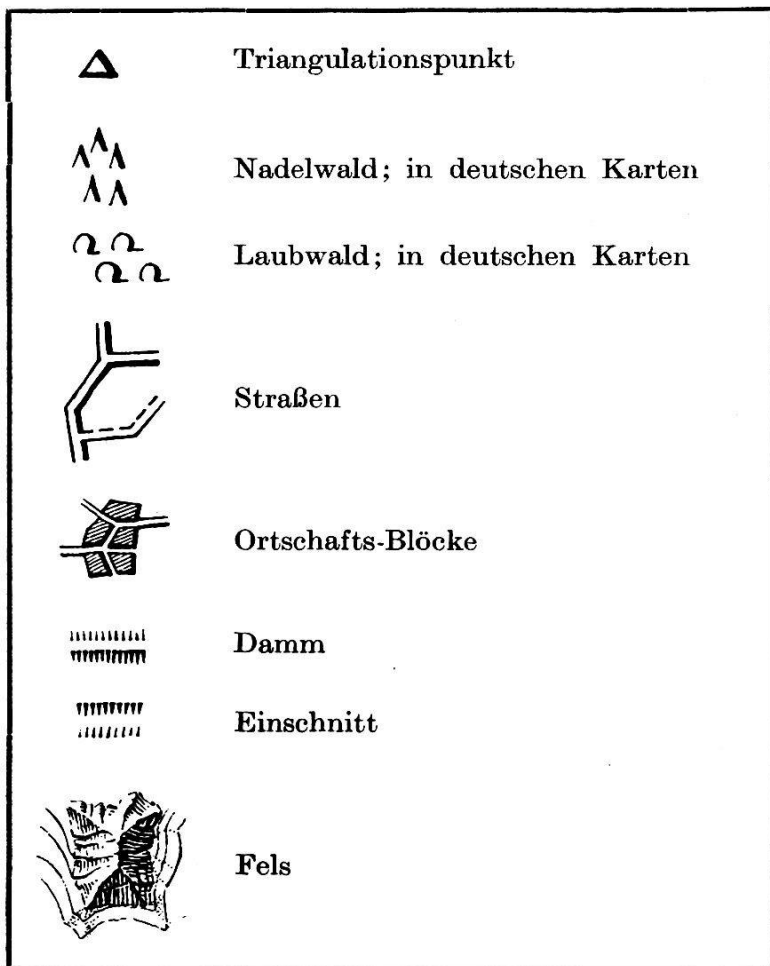 Triangulationspunkt
Nadelwald; in deutschen Karten
Laubwald; in deutschen Karten
Straßen
Ortschafts-Blöcke
Damm
Einschnitt
Fels